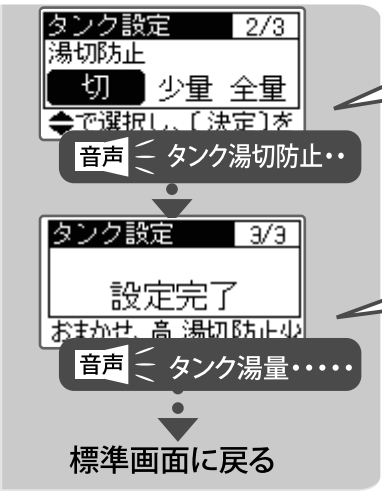 タンク設定 2/3
湯切防止
切 少量 全量
で選択し、〔決定〕を
音声 タンク湯切防止‥
タンク設定 3/3
設定完了
おまかせ、高 湯切防止少
音声 タンク湯量‥‥‥
標準画面に戻る